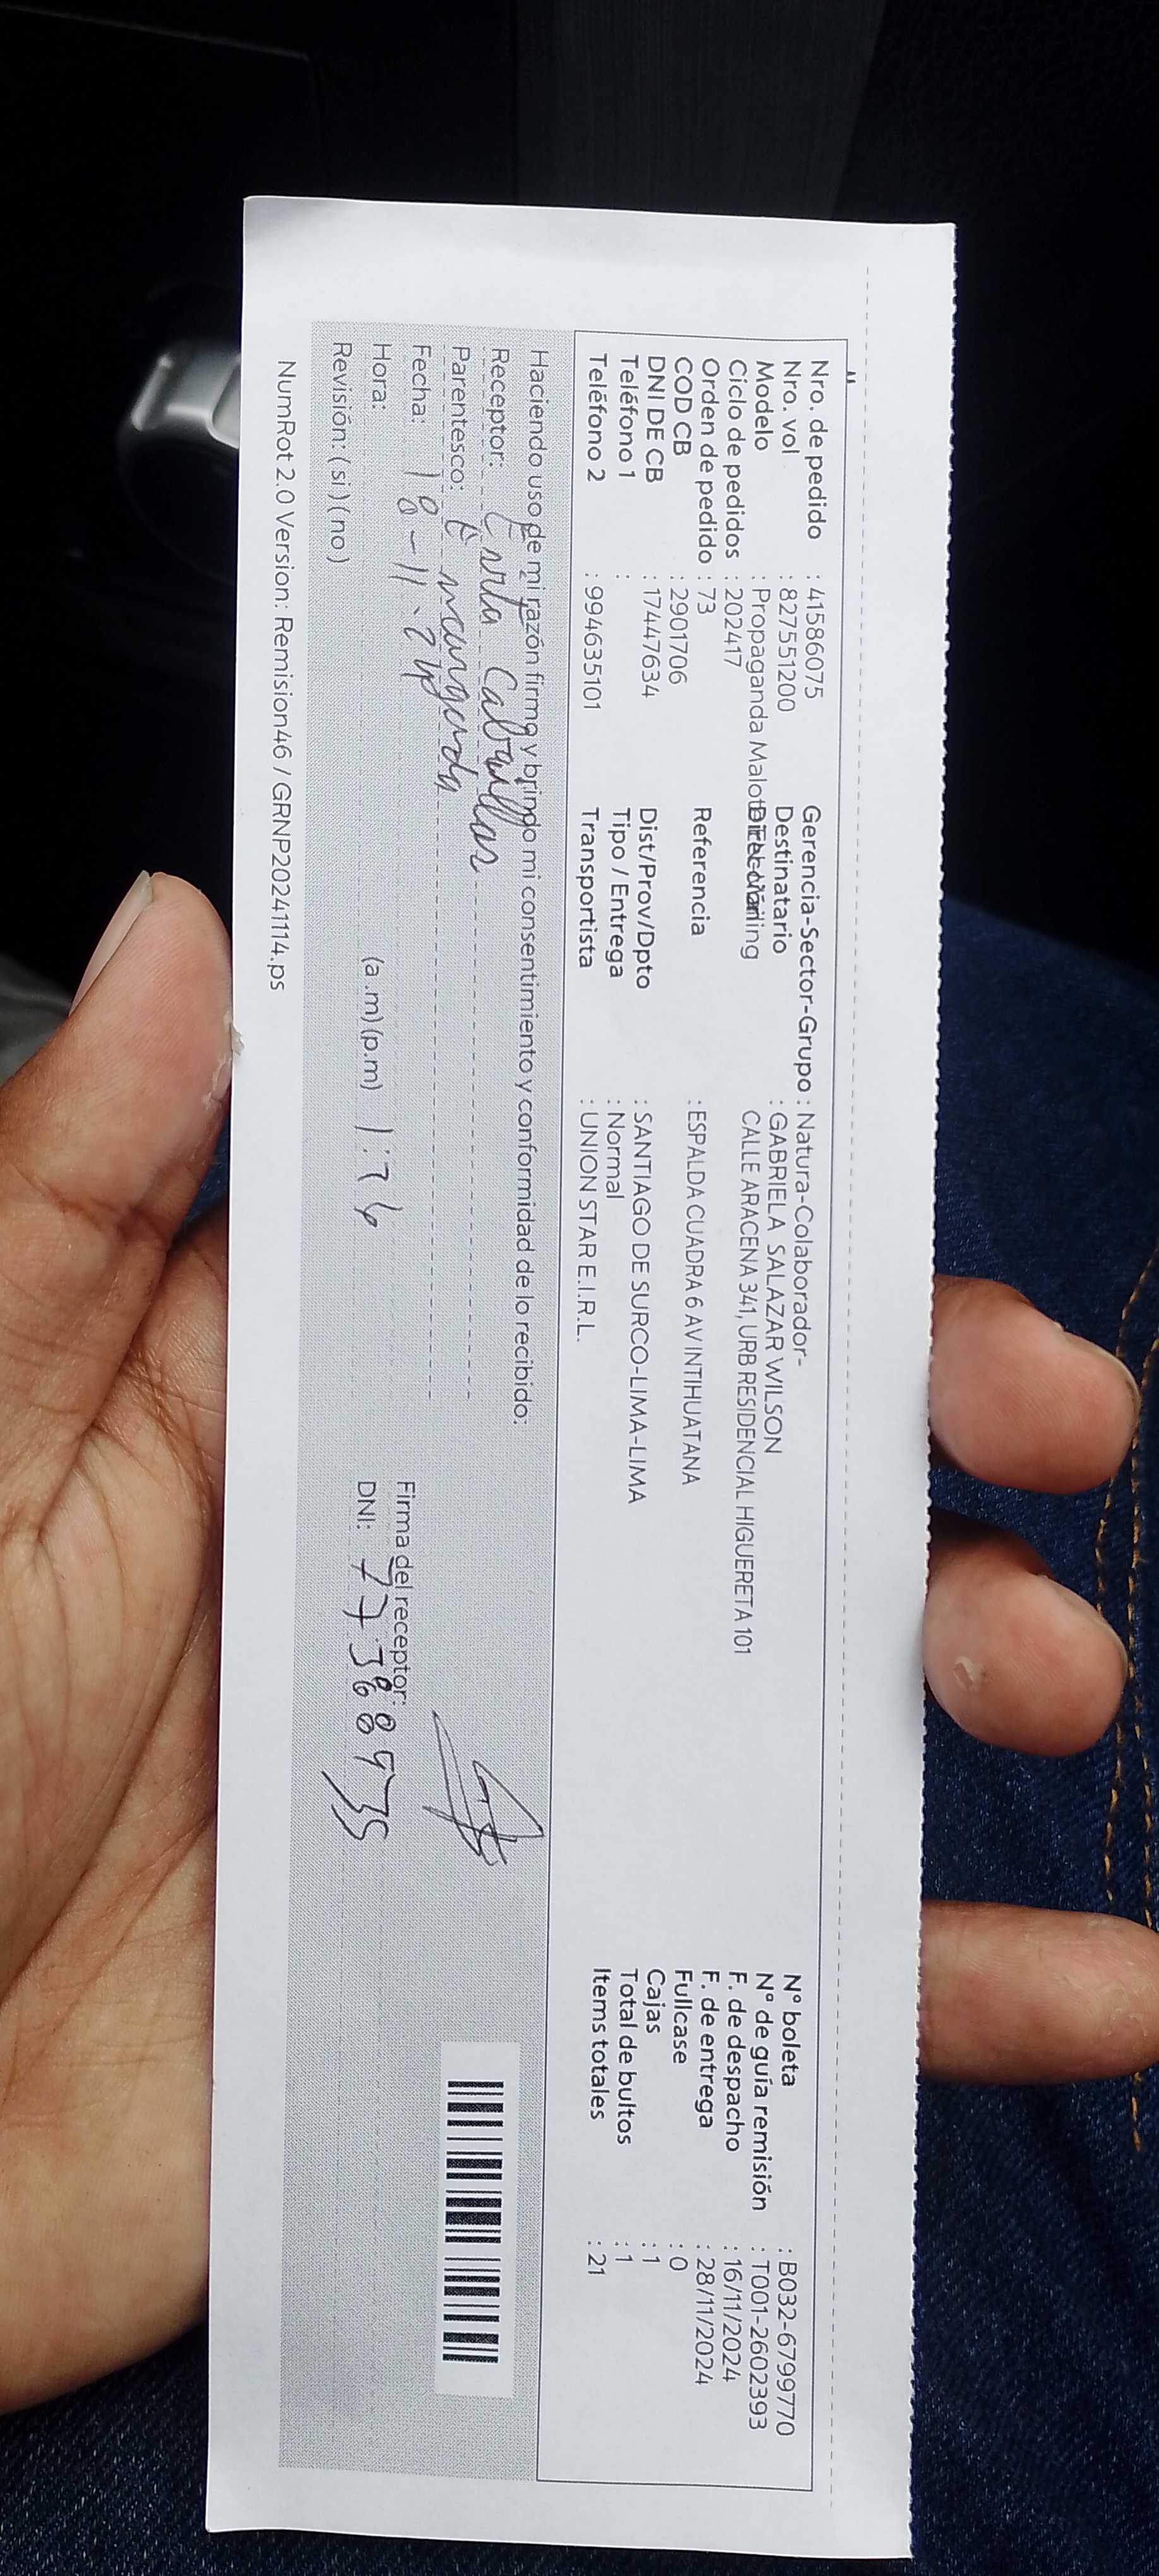 Nro. de pedido : 41586075
Nro. vol : 827551200
Modelo : Propaganda Malote
Ciclo de pedidos : 202417
Orden de pedido : 73
COD CB : 2901706
DNI DE CB : 17447634
Teléfono 1 :
Teléfono 2 : 994635101
Gerencia-Sector-Grupo : Natura-Colaborador-
Destinatario : GABRIELA SALAZAR WILSON
Dirección CALLE ARACENA 341, URB RESIDENCIAL HIGUERETA 101
Referencia : ESPALDA CUADRA 6 AV INTIHUATANA
Dist/Prov/Dpto : SANTIAGO DE SURCO-LIMA-LIMA
Tipo / Entrega : Normal
Transportista : UNION STAR E.I.R.L.
N° boleta : B032-6799770
N° de guía remisión : T001-2602393
F. de despacho : 16/11/2024
F. de entrega : 28/11/2024
Fullcase : 0
Cajas : 1
Total de bultos : 1
Items totales : 21
Haciendo uso de mi razón firmo y brindo mi consentimiento y conformidad de lo recibido:
Receptor:
Parentesco:
Fecha: 18-11-24
Hora: (a.m)(p.m)
Revisión: (si)(no)
Firma del receptor:
DNI:
NumRot 2.0 Version: Remision46 / GRNP20241114.ps